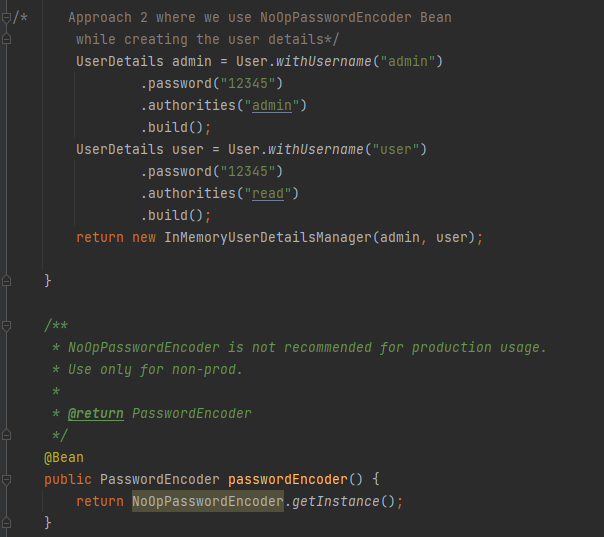 /*     Approach 2 where we use NoOpPasswordEncoder Bean
        while creating the user details*/
        UserDetails admin = User.withUsername("admin")
                .password("12345")
                .authorities("admin")
                .build();
        UserDetails user = User.withUsername("user")
                .password("12345")
                .authorities("read")
                .build();
        return new InMemoryUserDetailsManager(admin, user);
    }
    /**
     * NoOpPasswordEncoder is not recommended for production usage.
     * Use only for non-prod.
     *
     * @return PasswordEncoder
     */
    @Bean
    public PasswordEncoder passwordEncoder() {
        return NoOpPasswordEncoder.getInstance();
    }